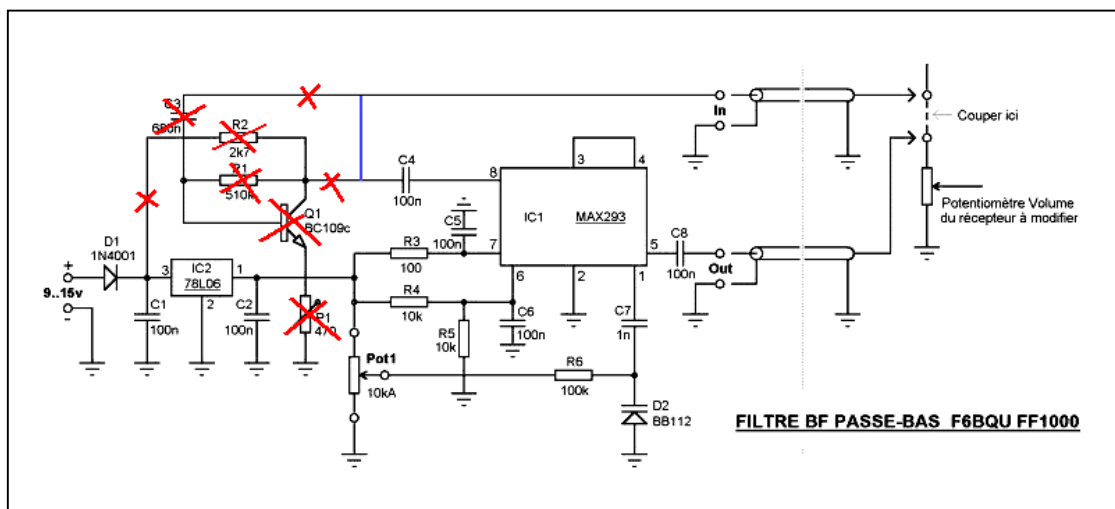 C3
680n
R2
2k7
R1
510k
Q1
BC109c
P1
470
D1
1N4001
+
9..15v
-
3
IC2
78L06
1
2
C1
100n
C2
100n
C4
100n
8
3
4
IC1
MAX293
C5
100n
7
6
2
1
5
R3
100
R4
10k
R5
10k
C6
100n
C7
1n
C8
100n
In
Out
Pot1
10kA
R6
100k
D2
BB112
Couper ici
Potentiomètre Volume
du récepteur à modifier
FILTRE BF PASSE-BAS F6BQU FF1000